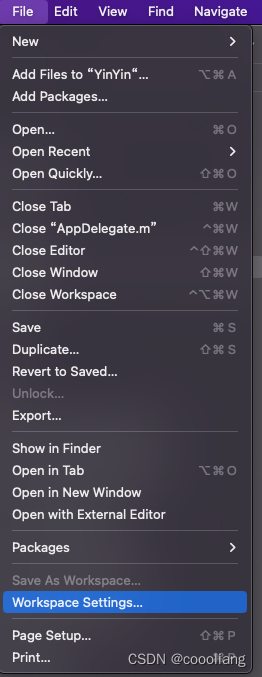 File Edit View Find Navigate
New
Add Files to “YinYin“... ⌥⌘A
Add Packages...
Open... ⌘O
Open Recent
Open Quickly... ⇧⌘O
Close Tab ⌘W
Close “AppDelegate.m” ^⌘W
Close Editor ^⇧⌘W
Close Window ⇧⌘W
Close Workspace ^⌥⌘W
Save ⌘S
Duplicate... ⇧⌘S
Revert to Saved...
Unlock...
Export...
Show in Finder
Open in Tab ⌥⌘O
Open in New Window
Open with External Editor
Packages
Save As Workspace...
Workspace Settings...
Page Setup... ⇧⌘P
Print... ⌘P
CSDN @coooliang